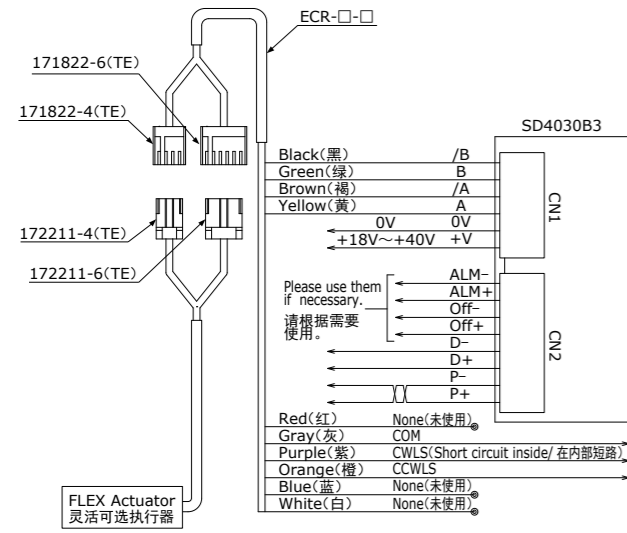 ECR-□-□
171822-6(TE)
171822-4(TE)
SD4030B3
Black(黑) /B
Green(绿) B
Brown(褐) /A
Yellow(黄) A
0V 0V
+18V～+40V +V
CN1
172211-4(TE)
172211-6(TE)
ALM−
ALM+
Off−
Off+
Please use them
if necessary.
请根据需要
使用。
D−
D+
P−
P+
CN2
Red(红) None(未使用)
Gray(灰) COM
Purple(紫) CWLS(Short circuit inside/ 在内部短路)
Orange(橙) CCWLS
Blue(蓝) None(未使用)
White(白) None(未使用)
FLEX Actuator
灵活可选执行器